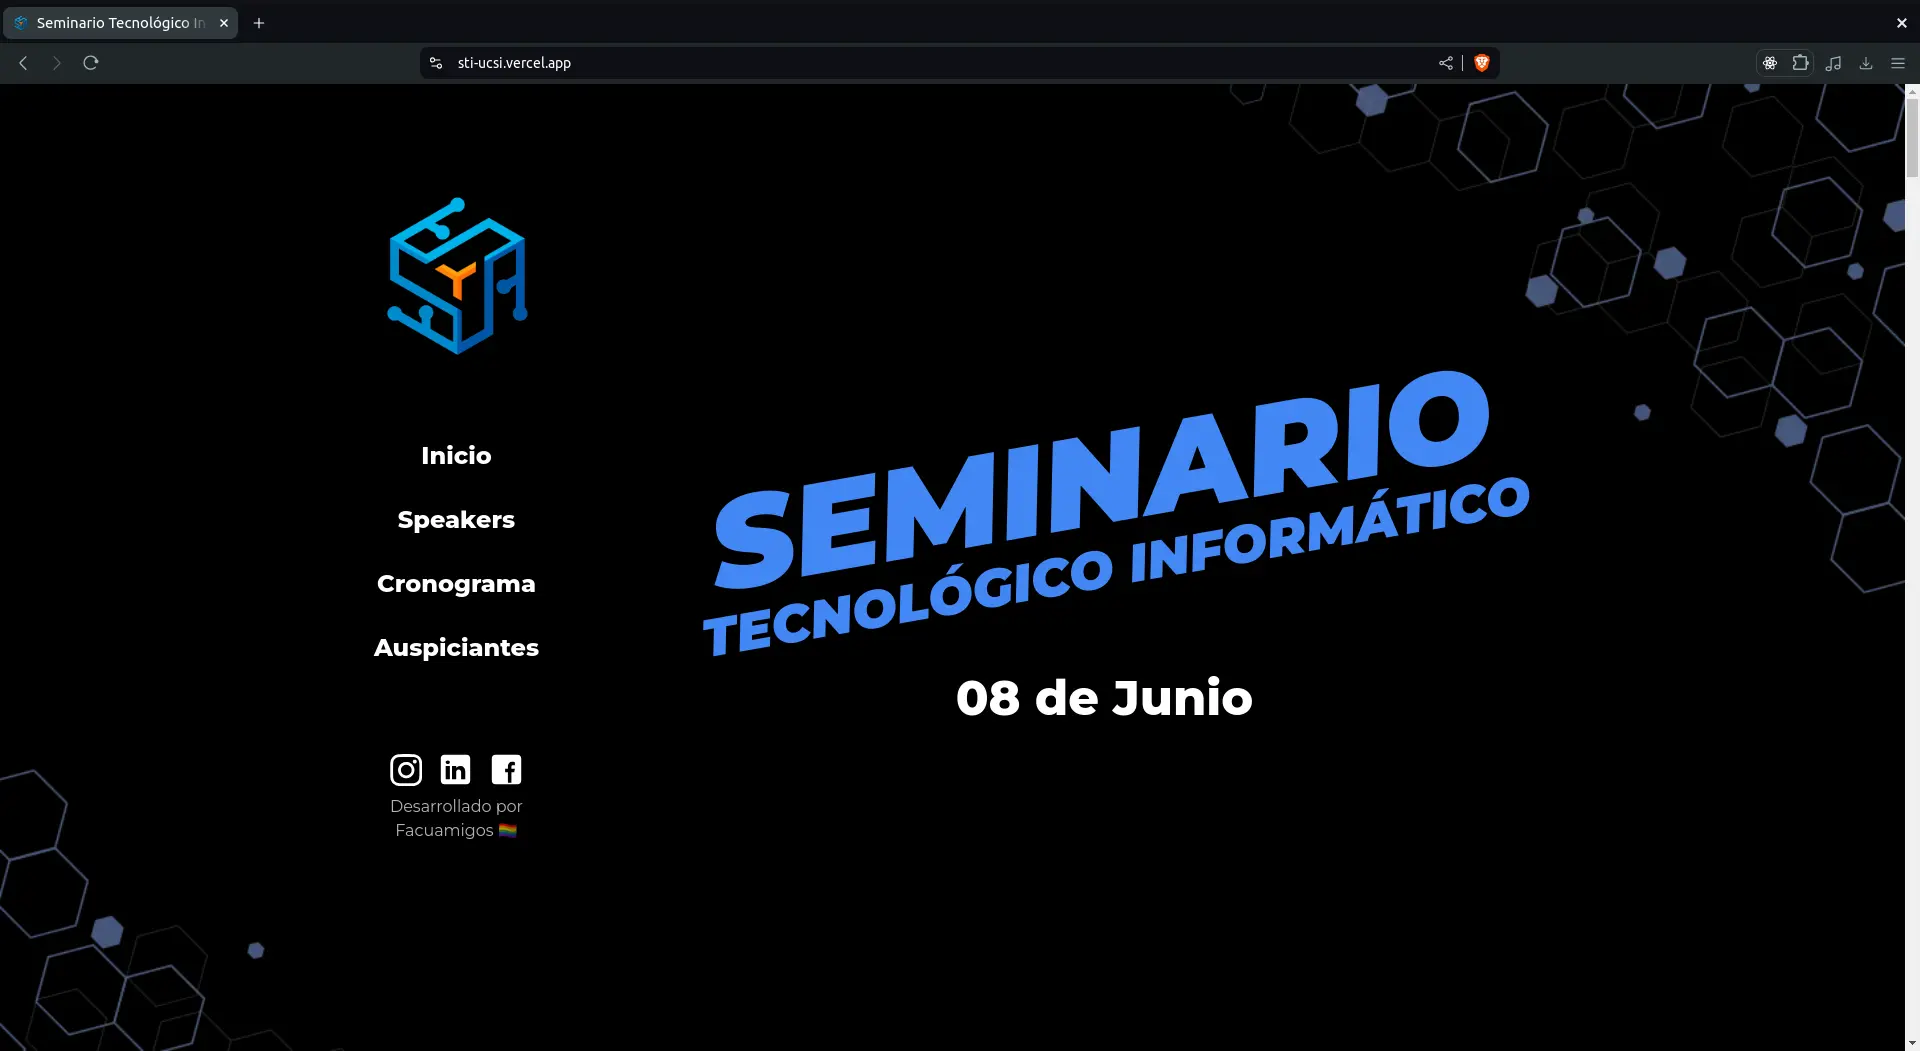 Seminario Tecnológico In
sti-ucsi.vercel.app
Inicio
Speakers
Cronograma
Auspiciantes
Desarrollado por
Facuamigos 🏳️‍🌈
SEMINARIO
TECNOLÓGICO INFORMÁTICO
08 de Junio